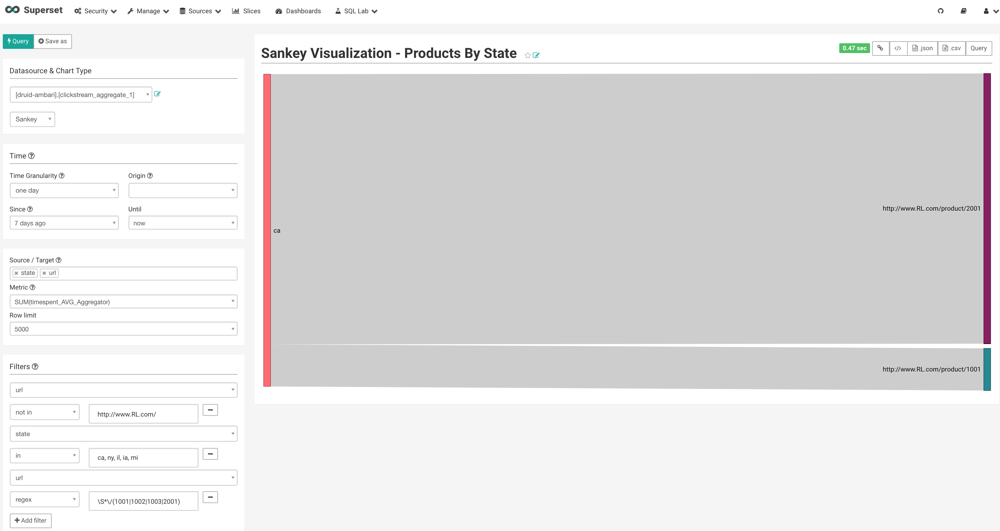 Superset Security Manage Sources Slices Dashboards SQL Lab
Query Save as
Datasource & Chart Type
[druid-ambari].[clickstream_aggregate_1]
Sankey
Time
Time Granularity Origin
one day
Since Until
7 days ago now
Source / Target
× state × url
Metric
SUM(timespent_AVG_Aggregator)
Row limit
5000
Filters
url
not in http://www.RL.com/
state
in ca, ny, il, ia, mi
url
regex \S*\/(1001|1002|1003|2001)
Add filter
Sankey Visualization - Products By State
0.47 sec </> .json .csv Query
http://www.RL.com/product/2001
ca
http://www.RL.com/product/1001